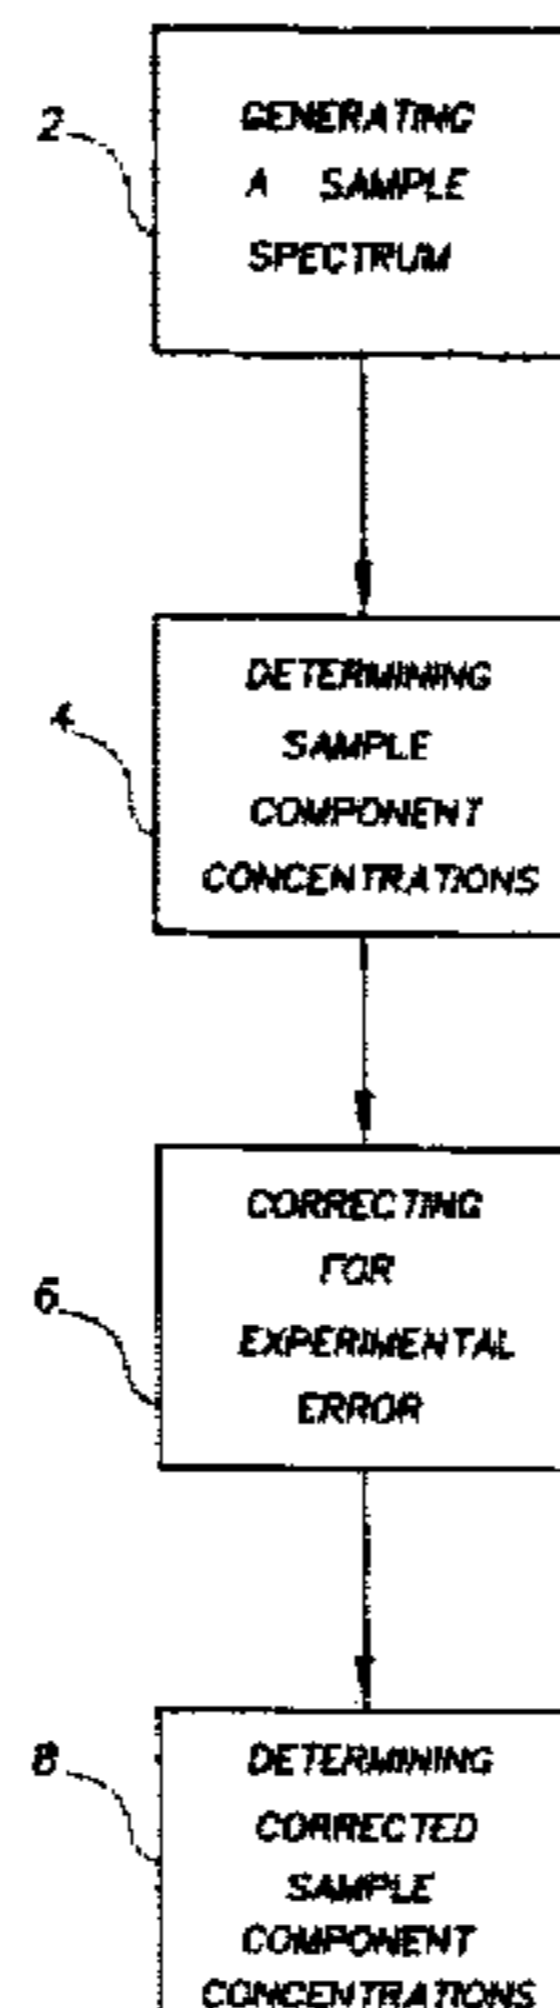 2
GENERATING
A SAMPLE
SPECTRUM
4
DETERMINING
SAMPLE
COMPONENT
CONCENTRATIONS
6
CORRECTING
FOR
EXPERIMENTAL
ERROR
8
DETERMINING
CORRECTED
SAMPLE
COMPONENT
CONCENTRATIONS